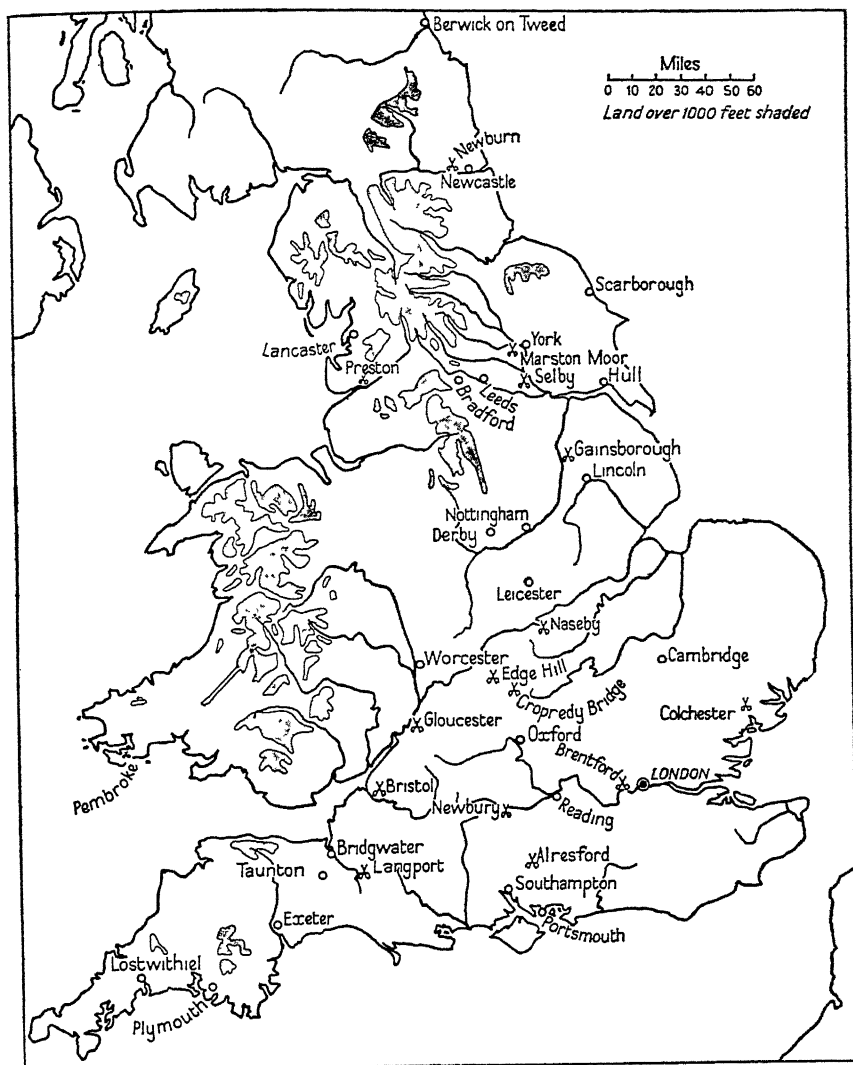 Berwick on Tweed
Miles
0 10 20 40 60
Land over 1000 feet shaded
Newburn
Newcastle
Scarborough
York
Lancaster
Marston Moor
Preston
Selby
Hull
Leeds
Bradford
Gainsborough
Lincoln
Nottingham
Derby
Leicester
Naseby
Worcester
Cambridge
Edge Hill
Cropredy Bridge
Colchester
Gloucester
Oxford
Brentford
LONDON
Pembroke
Bristol
Newbury
Reading
Bridgwater
Alresford
Taunton
Langport
Southampton
Exeter
Portsmouth
Lostwithiel
Plymouth